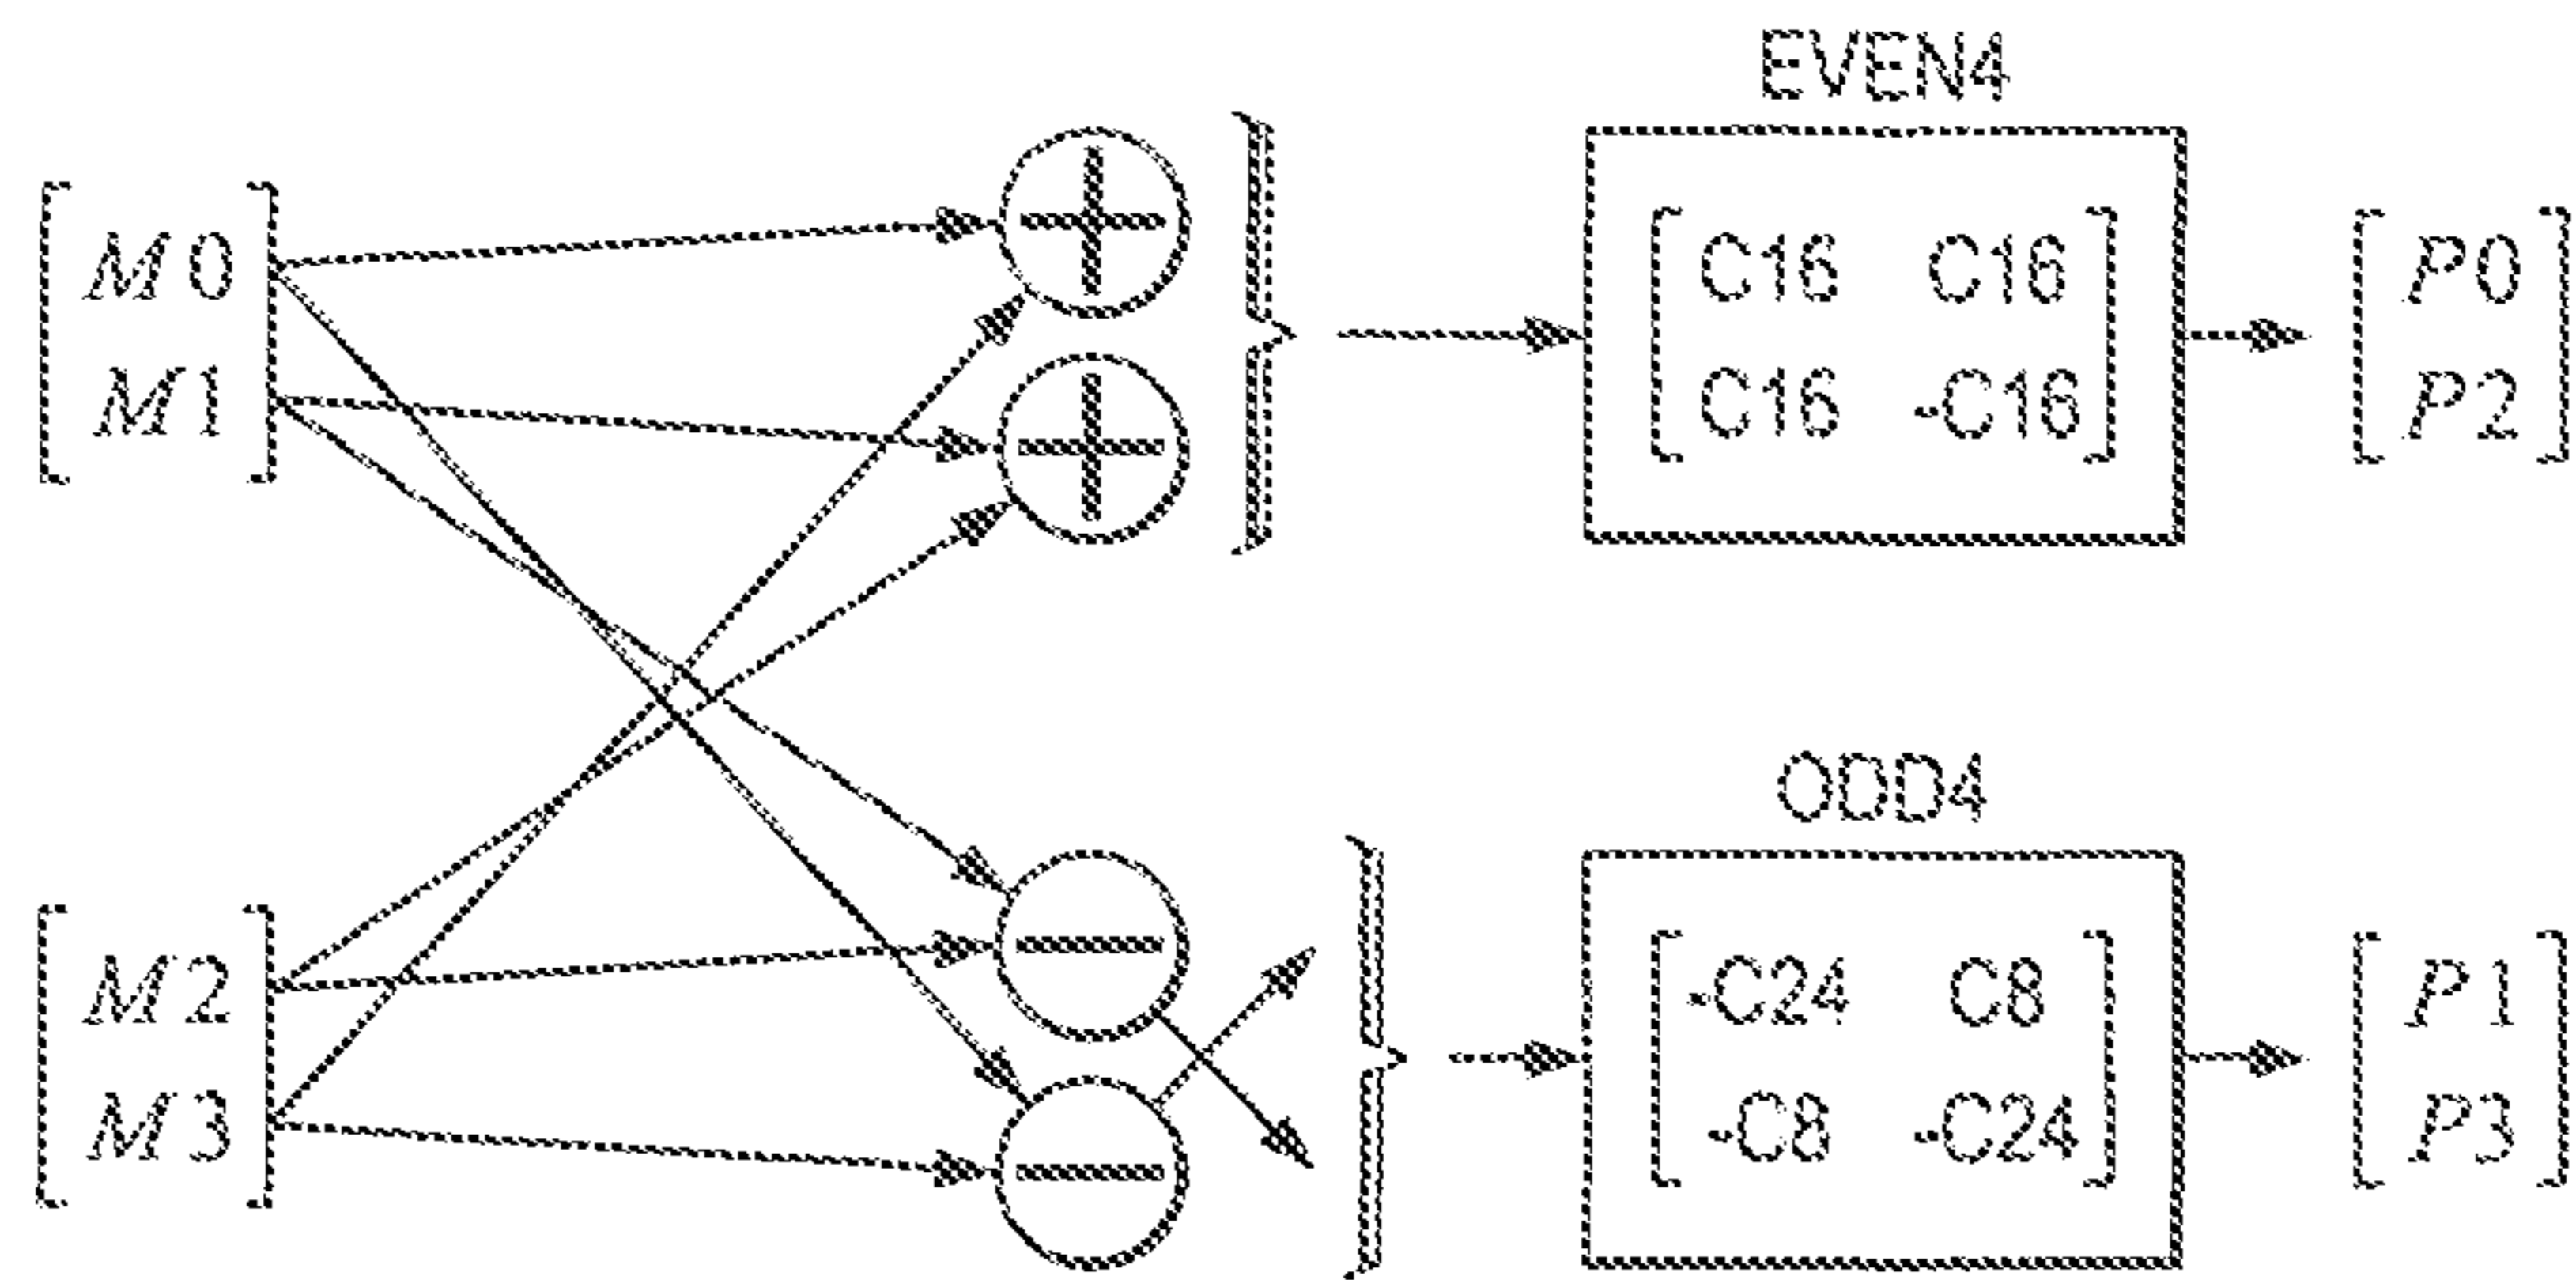 EVEN4
M0
M1
C16 C16
C16 -C16
P0
P2
ODD4
M2
M3
-C24 C8
-C8 -C24
P1
P3